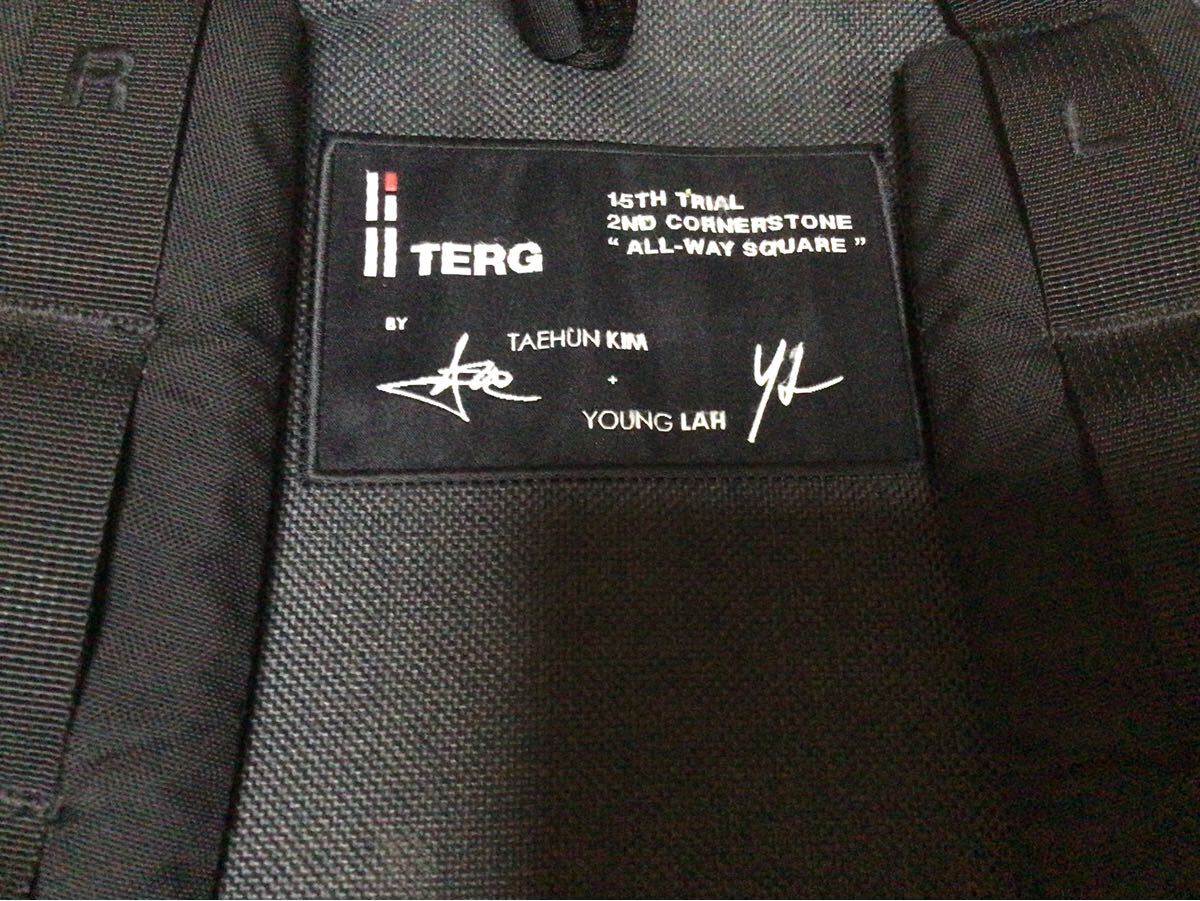 R
L
TERG
15TH TRIAL
2ND CORNERSTONE
“ ALL-WAY SQUARE ”
BY
TAEHUN KIM
+
YOUNG LAH